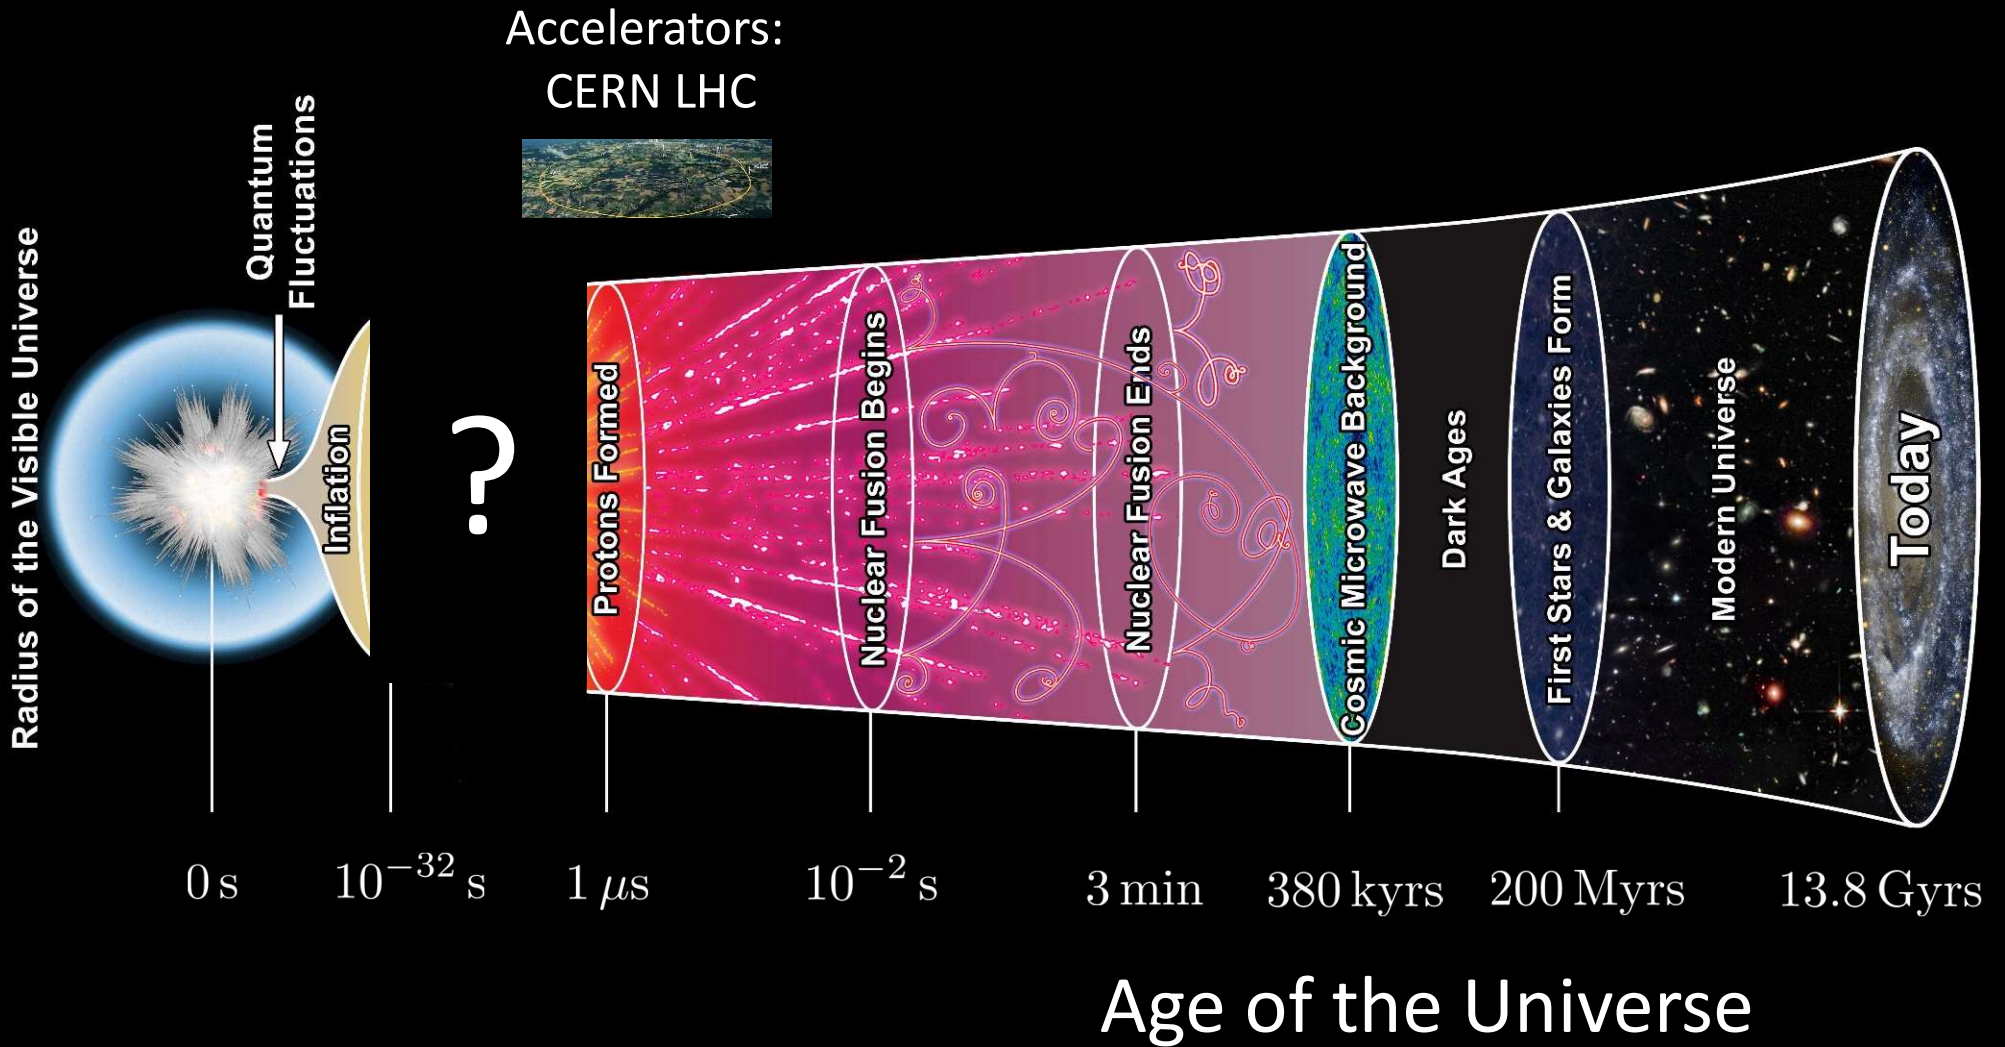 Accelerators:
CERN LHC
Radius of the Visible Universe
Quantum
Fluctuations
Inflation
?
Protons Formed
Nuclear Fusion Begins
Nuclear Fusion Ends
Cosmic Microwave Background
Dark Ages
First Stars & Galaxies Form
Modern Universe
Today
0 s
10⁻³² s
1 μs
10⁻² s
3 min
380 kyrs
200 Myrs
13.8 Gyrs
Age of the Universe